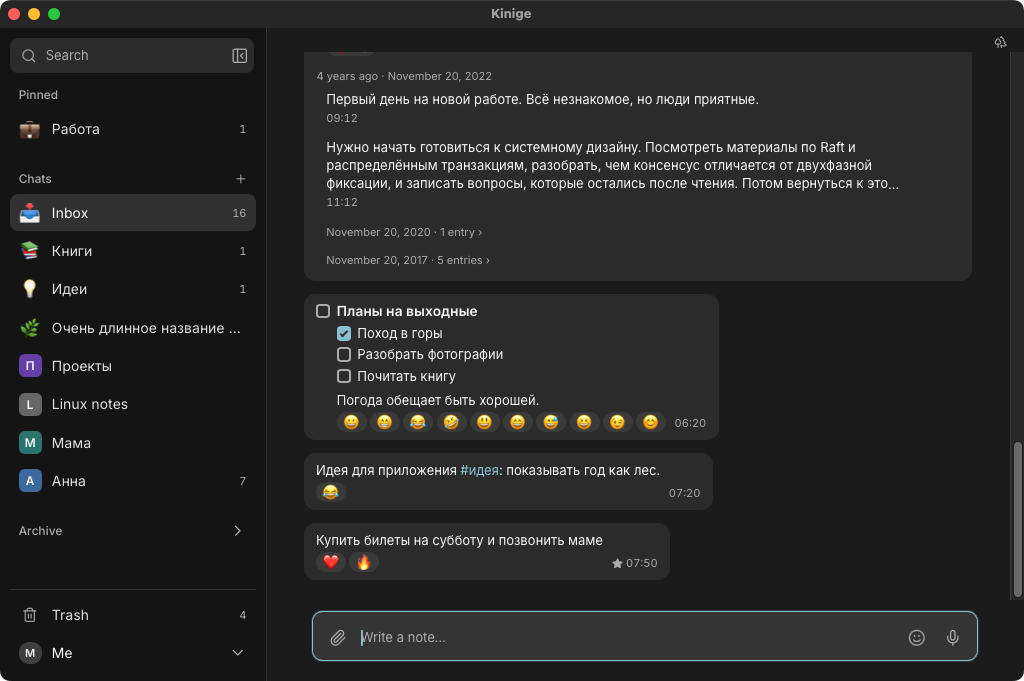 Kinige
Search
Pinned
Работа 1
Chats
Inbox 16
Книги 1
Идеи 1
Очень длинное название ...
П Проекты
L Linux notes
М Мама
А Анна 7
Archive
Trash 4
M Me
4 years ago · November 20, 2022
Первый день на новой работе. Всё незнакомое, но люди приятные.
09:12
Нужно начать готовиться к системному дизайну. Посмотреть материалы по Raft и
распределённым транзакциям, разобрать, чем консенсус отличается от двухфазной
фиксации, и записать вопросы, которые остались после чтения. Потом вернуться к это...
11:12
November 20, 2020 · 1 entry ›
November 20, 2017 · 5 entries ›
Планы на выходные
Поход в горы
Разобрать фотографии
Почитать книгу
Погода обещает быть хорошей.
06:20
Идея для приложения #идея: показывать год как лес.
07:20
Купить билеты на субботу и позвонить маме
07:50
Write a note...